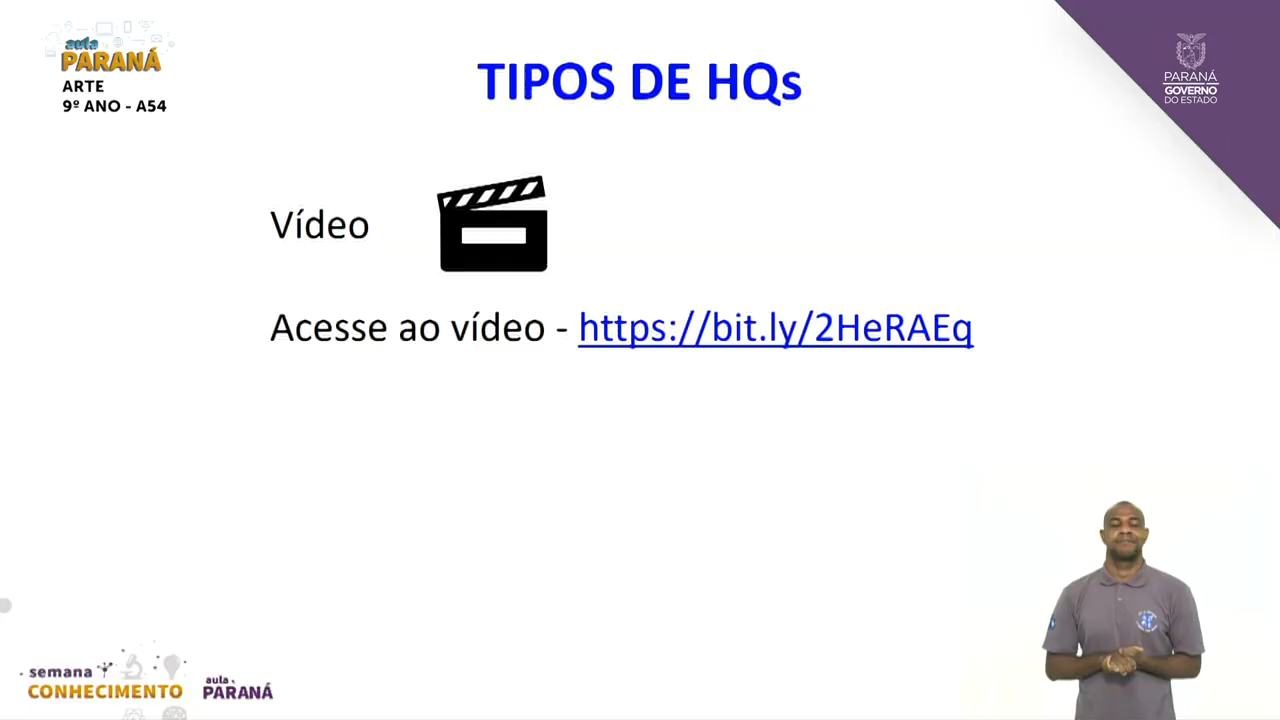 aula
PARANÁ
ARTE
9º ANO - A54
TIPOS DE HQs
PARANÁ
GOVERNO
DO ESTADO
Vídeo
Acesse ao vídeo - https://bit.ly/2HeRAEq
semana
CONHECIMENTO
aula
PARANÁ